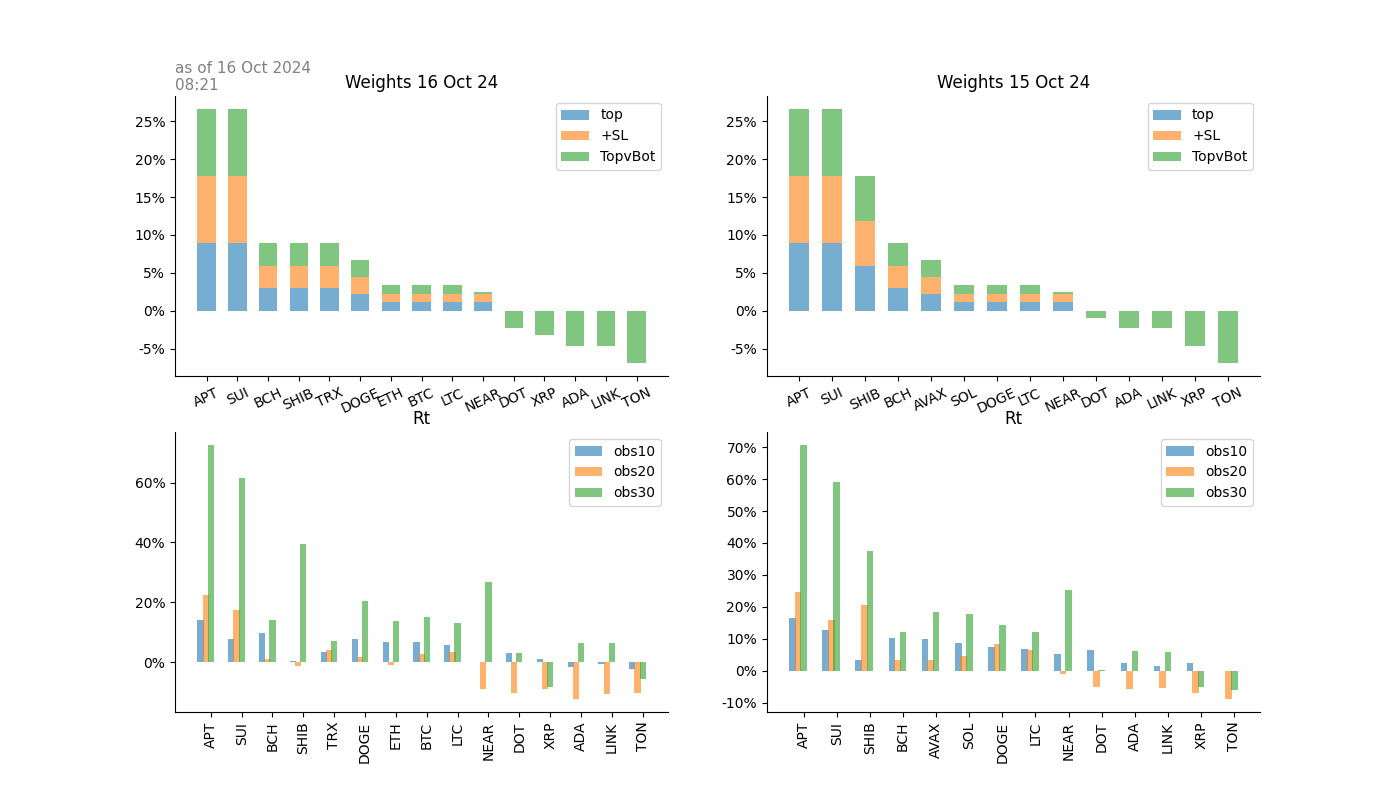 as of 16 Oct 2024
08:21
Weights 16 Oct 24
25%
20%
15%
10%
5%
0%
-5%
top
+SL
TopvBot
APT SUI BCH SHIB TRX DOGE ETH BTC LTC NEAR DOT XRP ADA LINK TON
Weights 15 Oct 24
25%
20%
15%
10%
5%
0%
-5%
top
+SL
TopvBot
APT SUI SHIB BCH AVAX SOL DOGE LTC NEAR DOT ADA LINK XRP TON
Rt
60%
40%
20%
0%
obs10
obs20
obs30
APT SUI BCH SHIB TRX DOGE ETH BTC LTC NEAR DOT XRP ADA LINK TON
Rt
70%
60%
50%
40%
30%
20%
10%
0%
-10%
obs10
obs20
obs30
APT SUI SHIB BCH AVAX SOL DOGE LTC NEAR DOT ADA LINK XRP TON